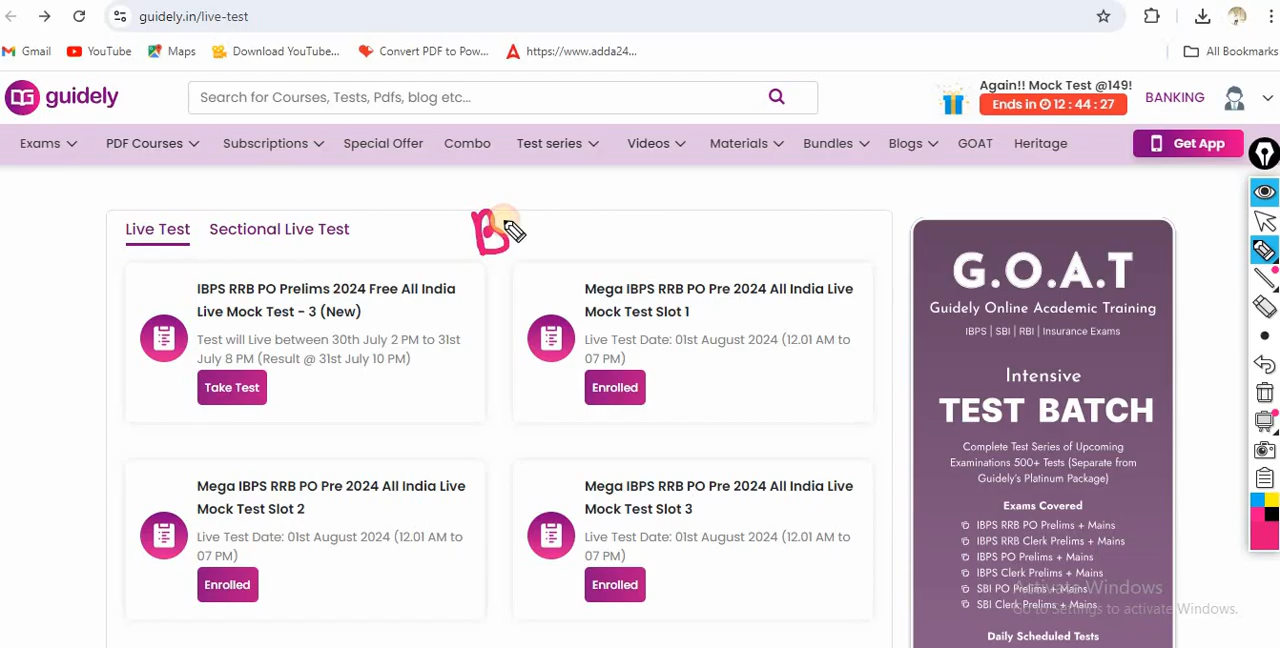 guidely.in/live-test
Gmail YouTube Maps Download YouTube... Convert PDF to Pow... https://www.adda24... All Bookmarks
guidely
Search for Courses, Tests, Pdfs, blog etc...
Again!! Mock Test @149!
Ends in 12 : 44 : 27
BANKING
Exams PDF Courses Subscriptions Special Offer Combo Test series Videos Materials Bundles Blogs GOAT Heritage Get App
Live Test Sectional Live Test
B
IBPS RRB PO Prelims 2024 Free All India
Live Mock Test - 3 (New)
Test will Live between 30th July 2 PM to 31st
July 8 PM (Result @ 31st July 10 PM)
Take Test
Mega IBPS RRB PO Pre 2024 All India Live
Mock Test Slot 1
Live Test Date: 01st August 2024 (12.01 AM to
07 PM)
Enrolled
Mega IBPS RRB PO Pre 2024 All India Live
Mock Test Slot 2
Live Test Date: 01st August 2024 (12.01 AM to
07 PM)
Enrolled
Mega IBPS RRB PO Pre 2024 All India Live
Mock Test Slot 3
Live Test Date: 01st August 2024 (12.01 AM to
07 PM)
Enrolled
G.O.A.T
Guidely Online Academic Training
IBPS | SBI | RBI | Insurance Exams
Intensive
TEST BATCH
Complete Test Series of Upcoming
Examinations 500+ Tests (Separate from
Guidely's Platinum Package)
Exams Covered
IBPS RRB PO Prelims + Mains
IBPS RRB Clerk Prelims + Mains
IBPS PO Prelims + Mains
IBPS Clerk Prelims + Mains
SBI PO Prelims + Mains
SBI Clerk Prelims + Mains
Daily Scheduled Tests
Activate Windows
Go to Settings to activate Windows.